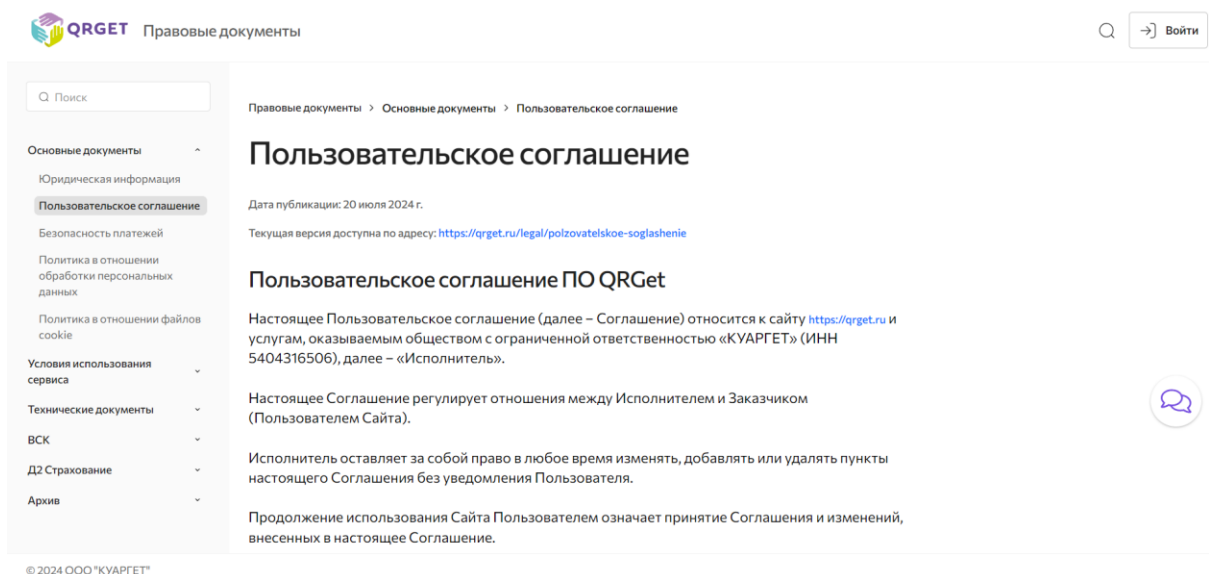 QRGET Правовые документы
Войти
Поиск
Основные документы
Юридическая информация
Пользовательское соглашение
Безопасность платежей
Политика в отношении
обработки персональных
данных
Политика в отношении файлов
cookie
Условия использования
сервиса
Технические документы
ВСК
Д2 Страхование
Архив
Правовые документы > Основные документы > Пользовательское соглашение
Пользовательское соглашение
Дата публикации: 20 июля 2024 г.
Текущая версия доступна по адресу: https://qrget.ru/legal/polzovatelskoe-soglashenie
Пользовательское соглашение ПО QRGet
Настоящее Пользовательское соглашение (далее – Соглашение) относится к сайту https://qrget.ru и
услугам, оказываемым обществом с ограниченной ответственностью «КУАРГЕТ» (ИНН
5404316506), далее – «Исполнитель».
Настоящее Соглашение регулирует отношения между Исполнителем и Заказчиком
(Пользователем Сайта).
Исполнитель оставляет за собой право в любое время изменять, добавлять или удалять пункты
настоящего Соглашения без уведомления Пользователя.
Продолжение использования Сайта Пользователем означает принятие Соглашения и изменений,
внесенных в настоящее Соглашение.
© 2024 ООО "КУАРГЕТ"